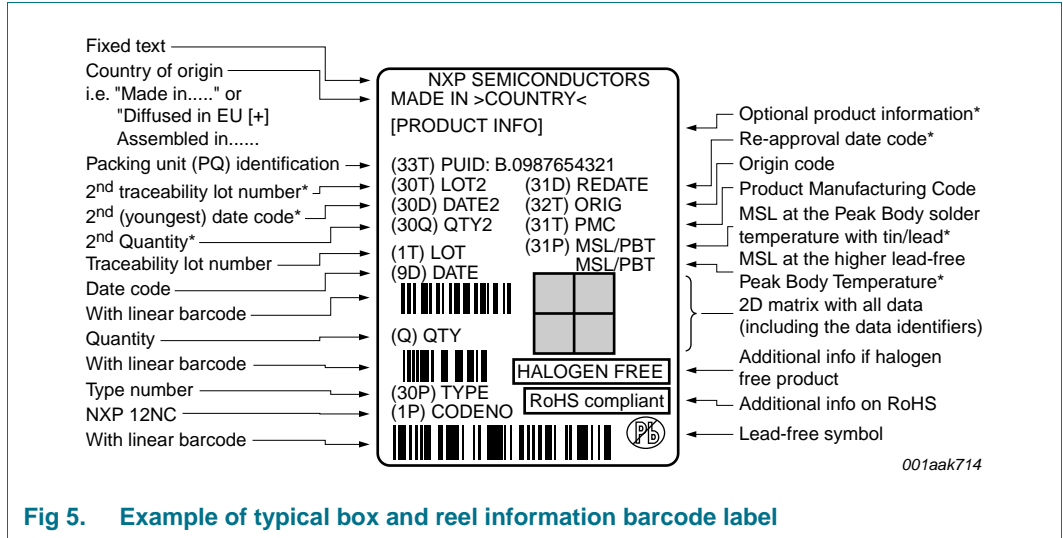 Fixed text
Country of origin
i.e. "Made in....." or
"Diffused in EU [+]
Assembled in......
Packing unit (PQ) identification
2nd traceability lot number*
2nd (youngest) date code*
2nd Quantity*
Traceability lot number
Date code
With linear barcode
Quantity
With linear barcode
Type number
NXP 12NC
With linear barcode
NXP SEMICONDUCTORS
MADE IN >COUNTRY<
[PRODUCT INFO]
(33T) PUID: B.0987654321
(30T) LOT2 (31D) REDATE
(30D) DATE2 (32T) ORIG
(30Q) QTY2 (31T) PMC
(31P) MSL/PBT
(1T) LOT
MSL/PBT
(9D) DATE
(Q) QTY
HALOGEN FREE
(30P) TYPE
RoHS compliant
(1P) CODENO
Pb
Optional product information*
Re-approval date code*
Origin code
Product Manufacturing Code
MSL at the Peak Body solder
temperature with tin/lead*
MSL at the higher lead-free
Peak Body Temperature*
2D matrix with all data
(including the data identifiers)
Additional info if halogen
free product
Additional info on RoHS
Lead-free symbol
001aak714
Fig 5. Example of typical box and reel information barcode label